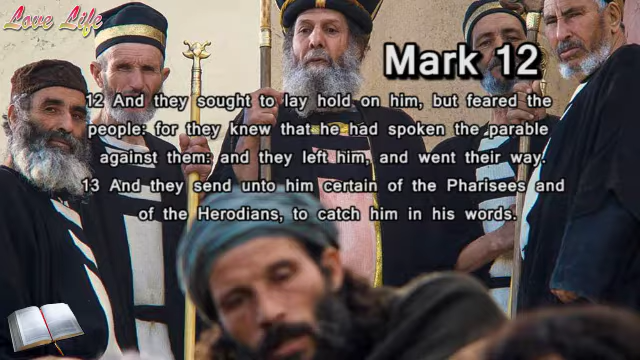 Love Life
Mark 12
12 And they sought to lay hold on him, but feared the
people: for they knew that he had spoken the parable
against them: and they left him, and went their way.
13 And they send unto him certain of the Pharisees and
of the Herodians, to catch him in his words.